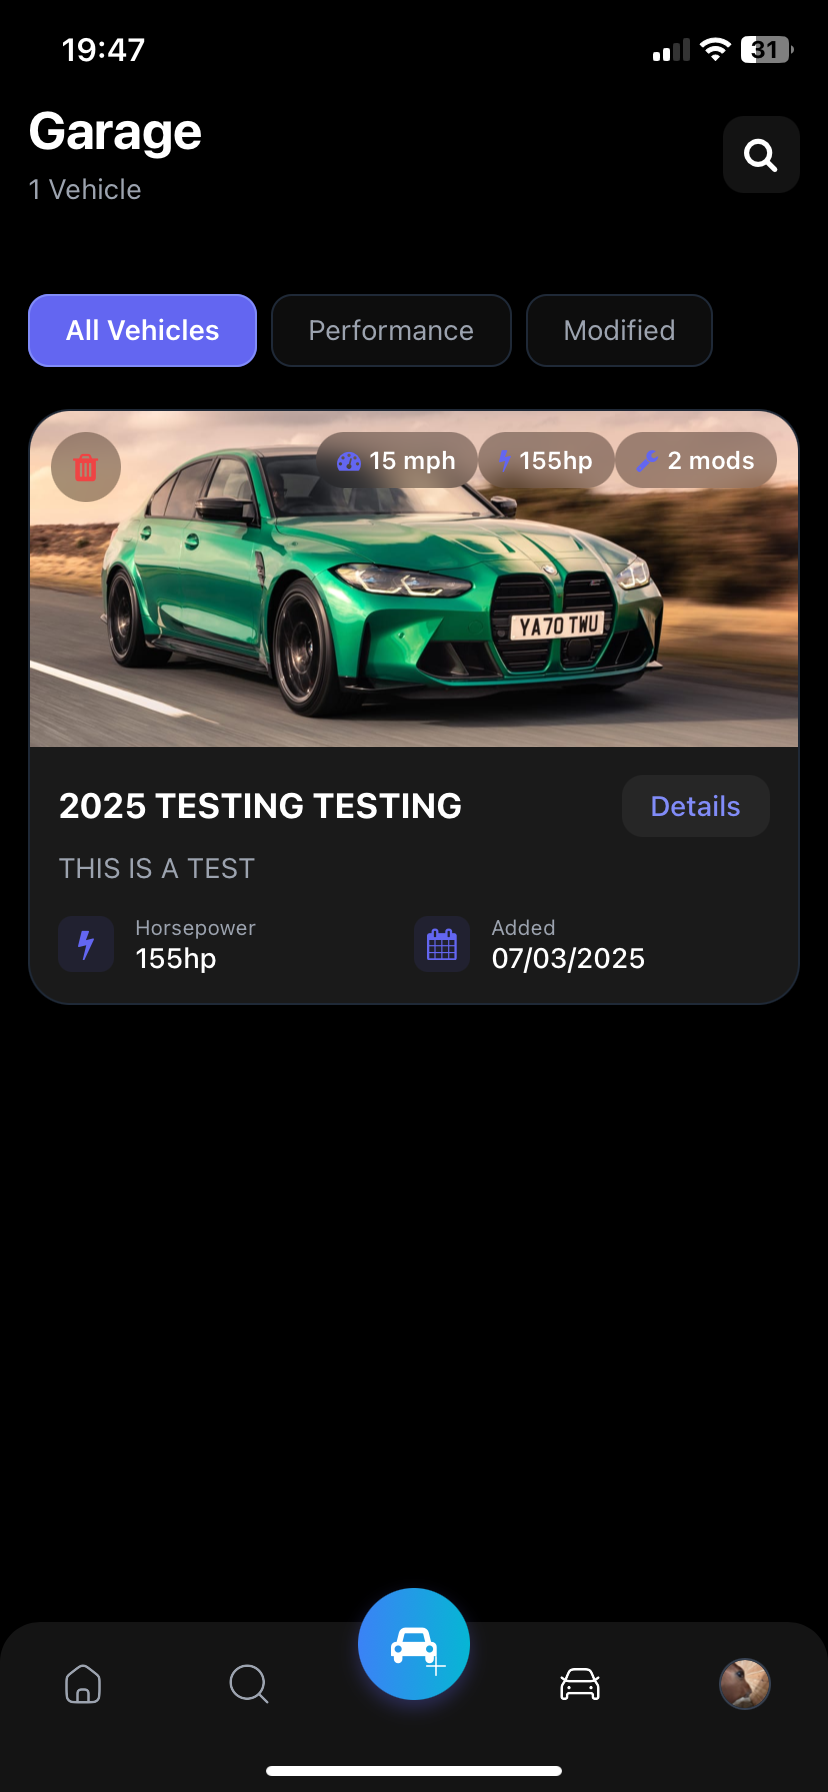 19:47
31
Garage
1 Vehicle
All Vehicles
Performance
Modified
15 mph
155hp
2 mods
YA70 TWU
2025 TESTING TESTING
Details
THIS IS A TEST
Horsepower
155hp
Added
07/03/2025